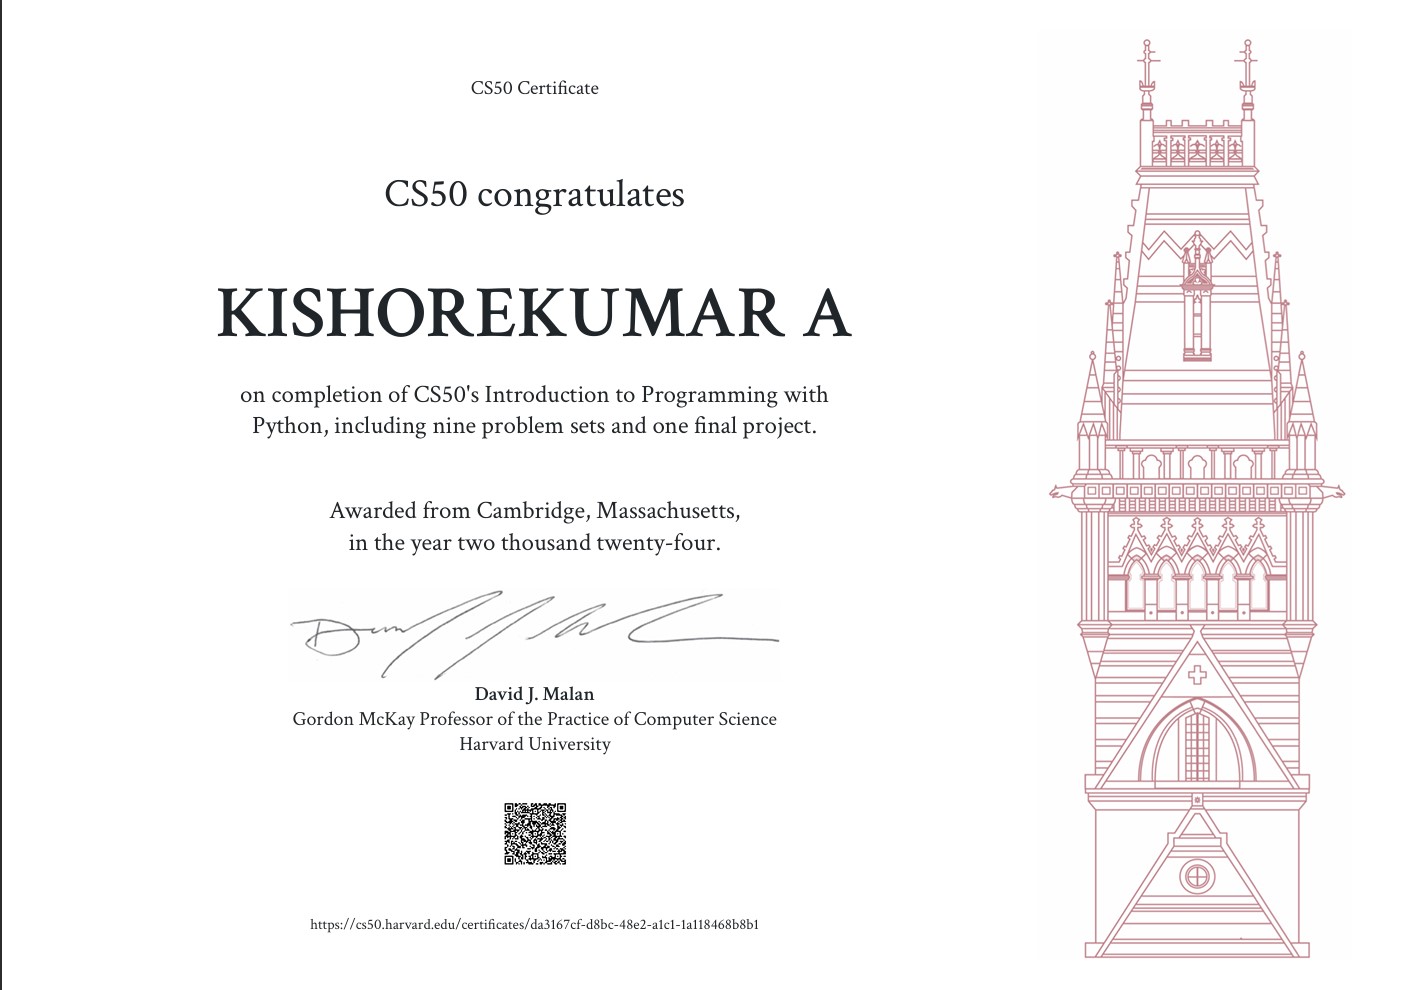 CS50 Certificate
CS50 congratulates
KISHOREKUMAR A
on completion of CS50's Introduction to Programming with
Python, including nine problem sets and one final project.
Awarded from Cambridge, Massachusetts,
in the year two thousand twenty-four.
David J. Malan
Gordon McKay Professor of the Practice of Computer Science
Harvard University
https://cs50.harvard.edu/certificates/da3167cf-d8bc-48e2-a1c1-1a118468b8b1